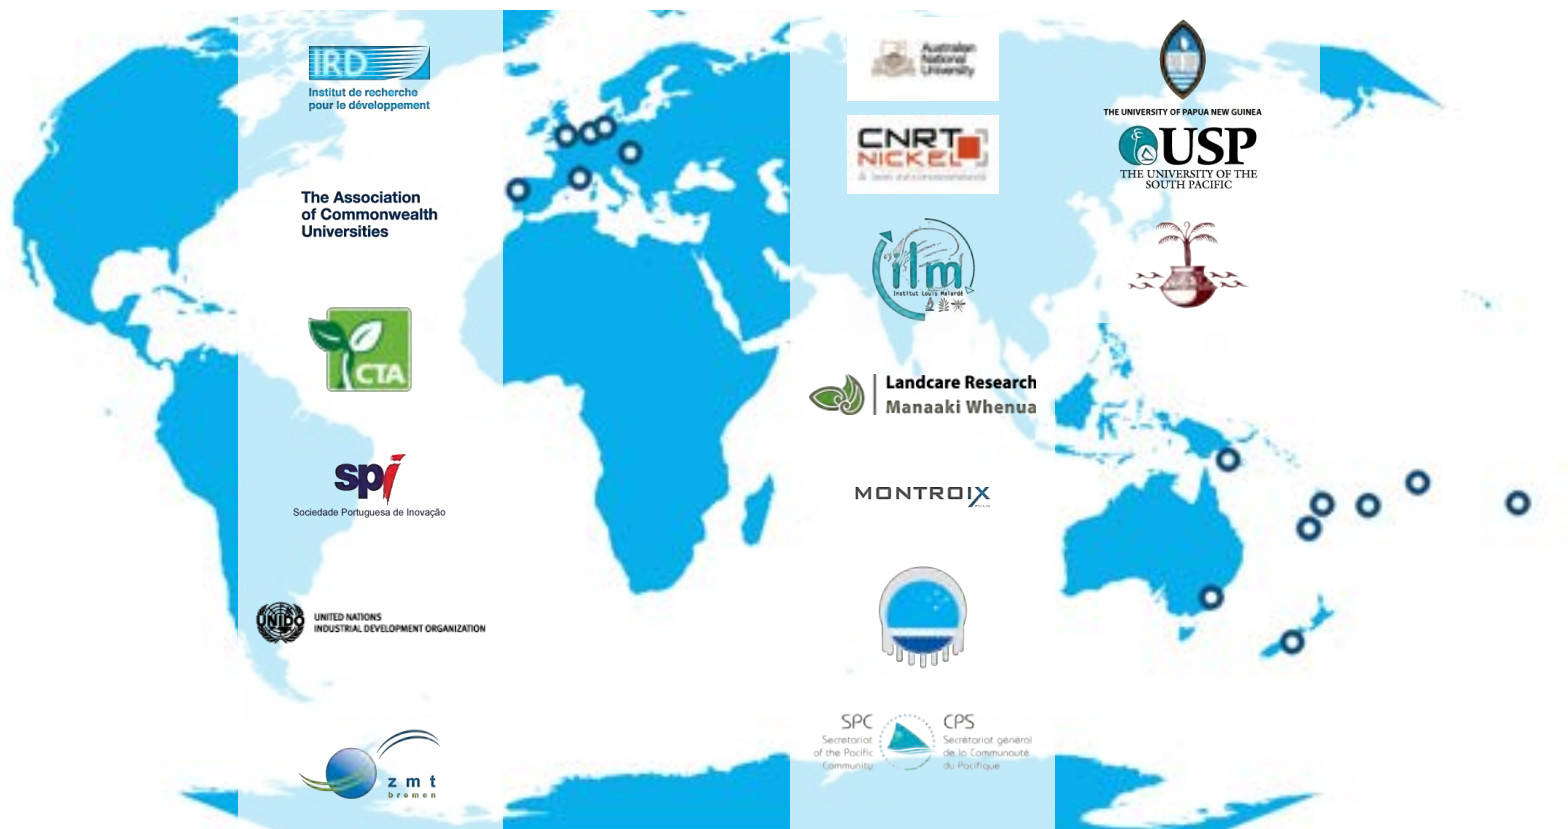 IRD
Institut de recherche
pour le développement
The Association
of Commonwealth
Universities
CTA
spi
Sociedade Portuguesa de Inovação
UNIDO
UNITED NATIONS
INDUSTRIAL DEVELOPMENT ORGANIZATION
zmt
bremen
Australian
National
University
CNRT
NICKEL
ilm
Institut Louis Malardé
Landcare Research
Manaaki Whenua
MONTROIX
SPC
Secretariat
of the Pacific
Community
CPS
Secrétariat général
de la Communauté
du Pacifique
THE UNIVERSITY OF PAPUA NEW GUINEA
USP
THE UNIVERSITY OF THE
SOUTH PACIFIC